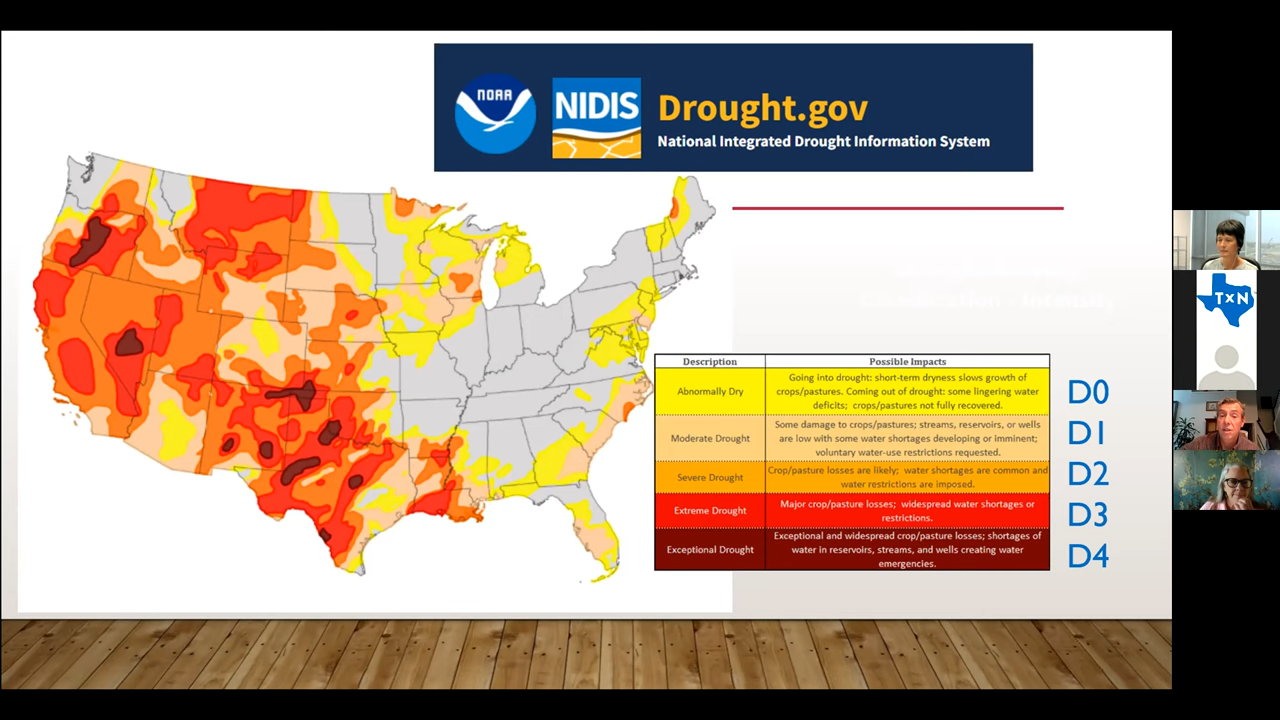 NOAA
NIDIS
Drought.gov
National Integrated Drought Information System
TXN
Description
Possible Impacts
Abnormally Dry
Going into drought: short-term dryness slows growth of
crops/pastures. Coming out of drought: some lingering water
deficits; crops/pastures not fully recovered.
D0
Moderate Drought
Some damage to crops/pastures; streams, reservoirs, or wells
are low with some water shortages developing or imminent;
voluntary water-use restrictions requested.
D1
Severe Drought
Crop/pasture losses are likely; water shortages are common and
water restrictions are imposed.
D2
Extreme Drought
Major crop/pasture losses; widespread water shortages or
restrictions.
D3
Exceptional Drought
Exceptional and widespread crop/pasture losses; shortages of
water in reservoirs, streams, and wells creating water
emergencies.
D4